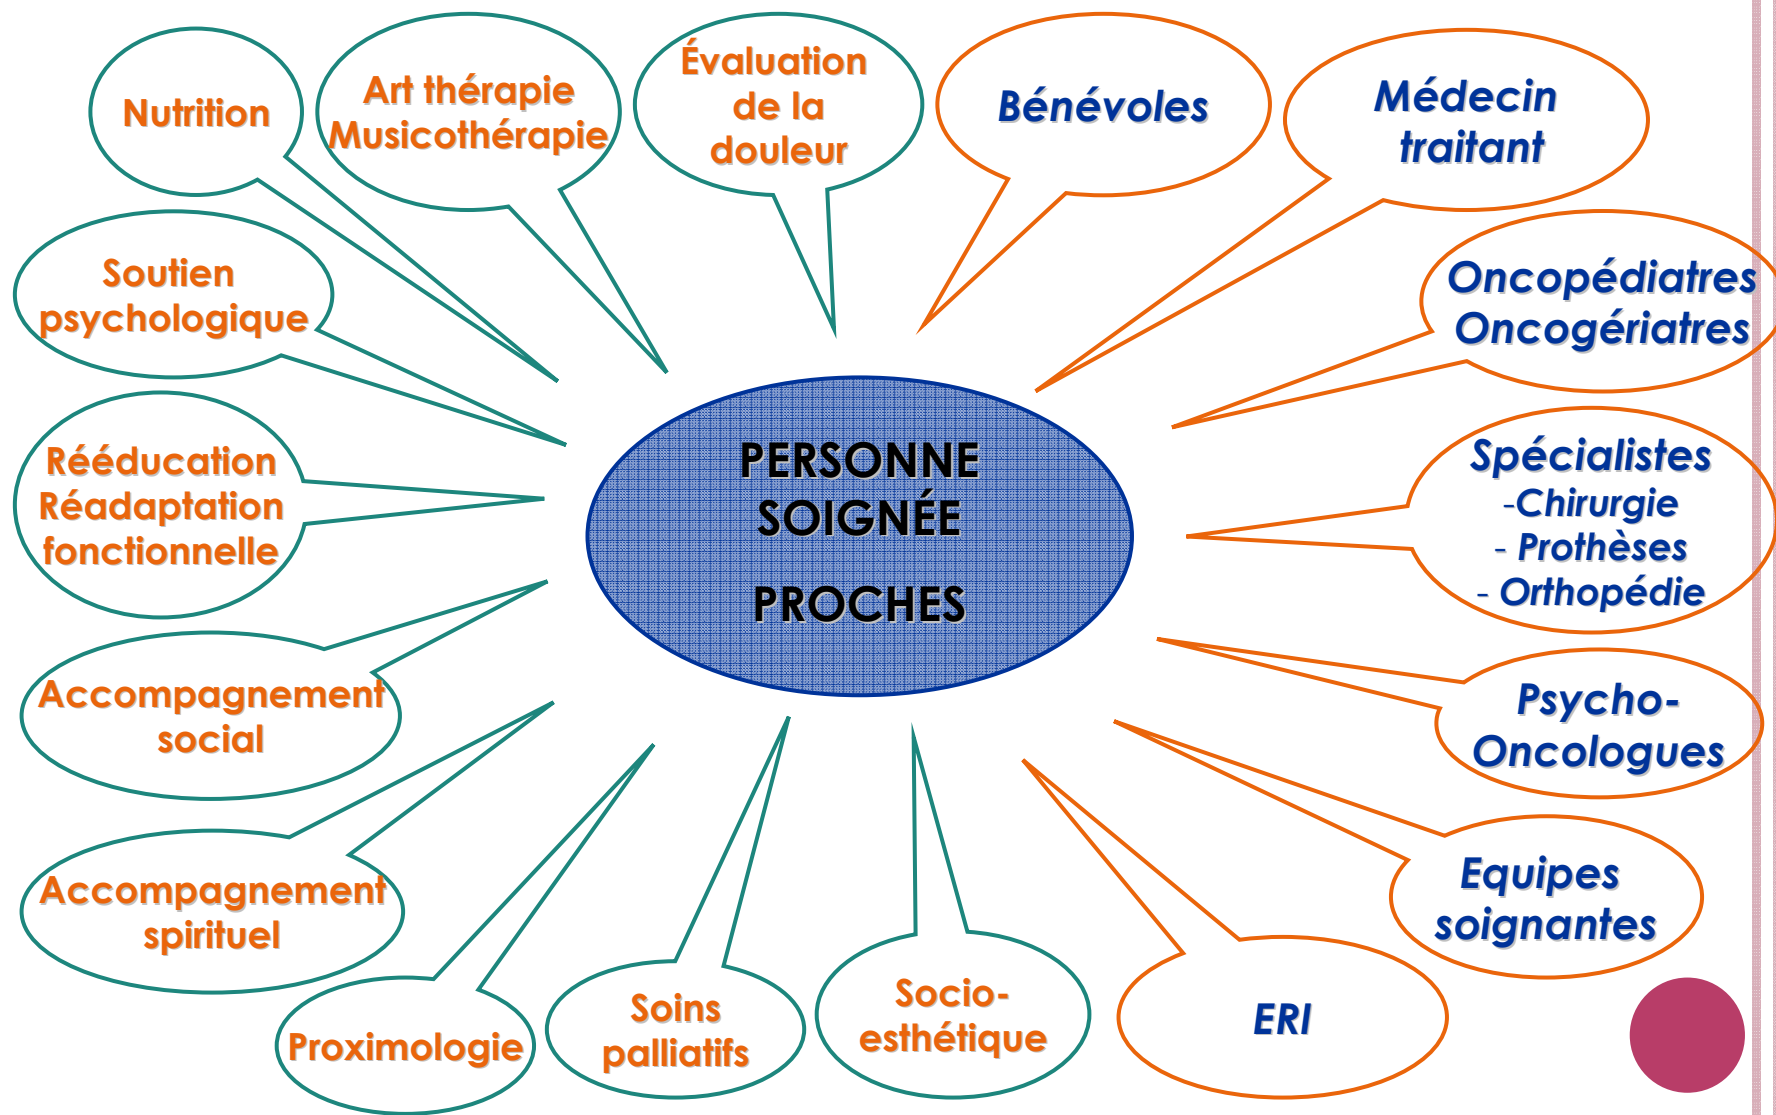 Nutrition
Art thérapie
Musicothérapie
Évaluation
de la
douleur
Bénévoles
Médecin
traitant
Soutien
psychologique
Oncopédiatres
Oncogériatres
Rééducation
Réadaptation
fonctionnelle
PERSONNE
SOIGNÉE
PROCHES
Spécialistes
-Chirurgie
- Prothèses
- Orthopédie
Accompagnement
social
Psycho-
Oncologues
Accompagnement
spirituel
Equipes
soignantes
Proximologie
Soins
palliatifs
Socio-
esthétique
ERI